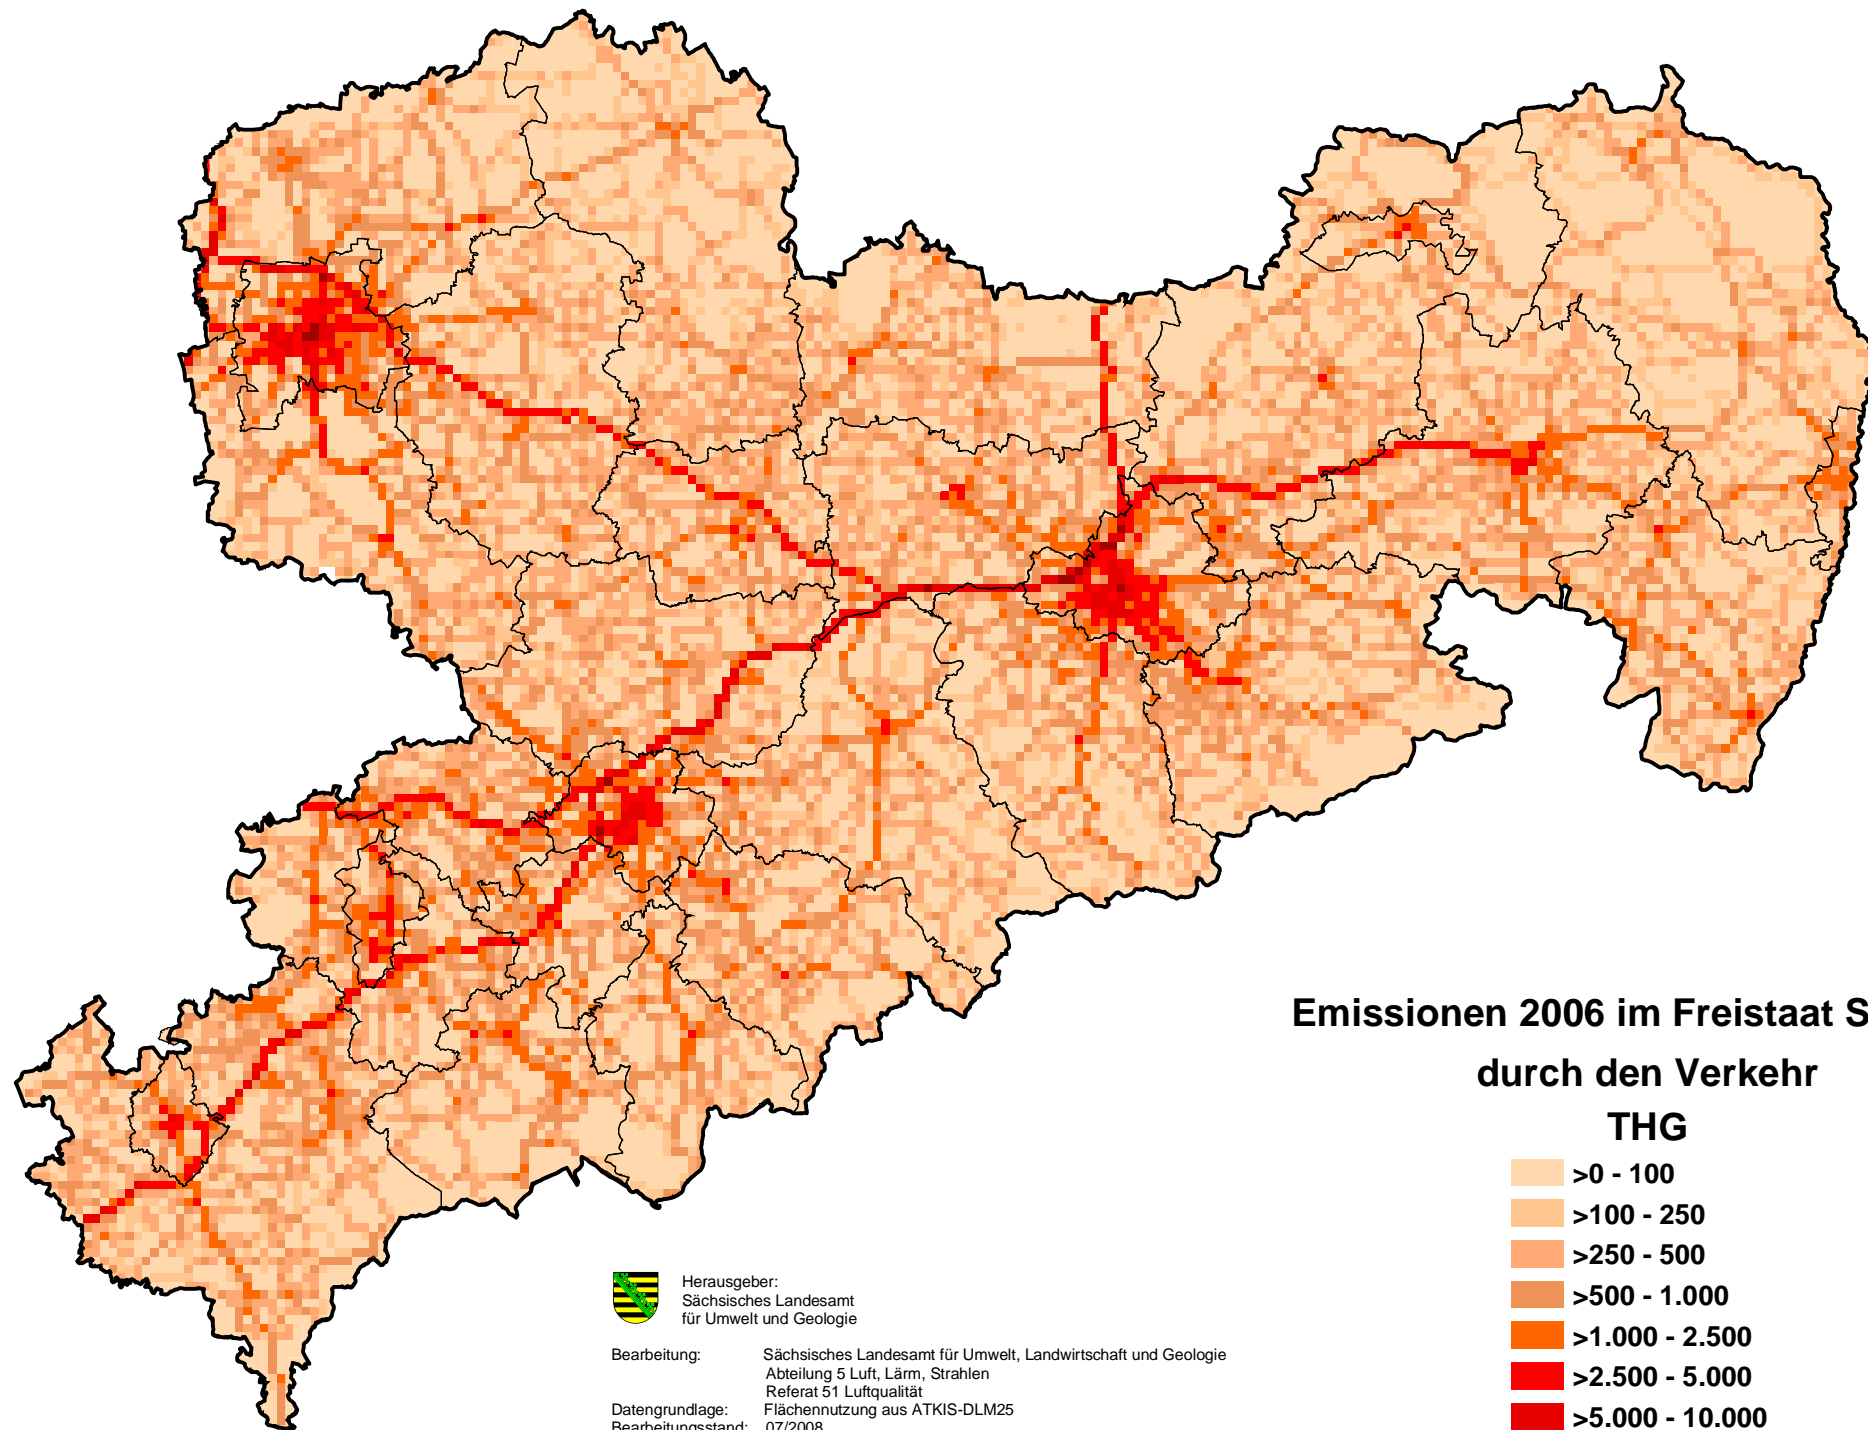 Emissionen 2006 im Freistaat S
durch den Verkehr
THG
>0 - 100
>100 - 250
>250 - 500
>500 - 1.000
>1.000 - 2.500
>2.500 - 5.000
>5.000 - 10.000
Herausgeber:
Sächsisches Landesamt
für Umwelt und Geologie
Bearbeitung: Sächsisches Landesamt für Umwelt, Landwirtschaft und Geologie
Abteilung 5 Luft, Lärm, Strahlen
Referat 51 Luftqualität
Datengrundlage: Flächennutzung aus ATKIS-DLM25
Bearbeitungsstand: 07/2008